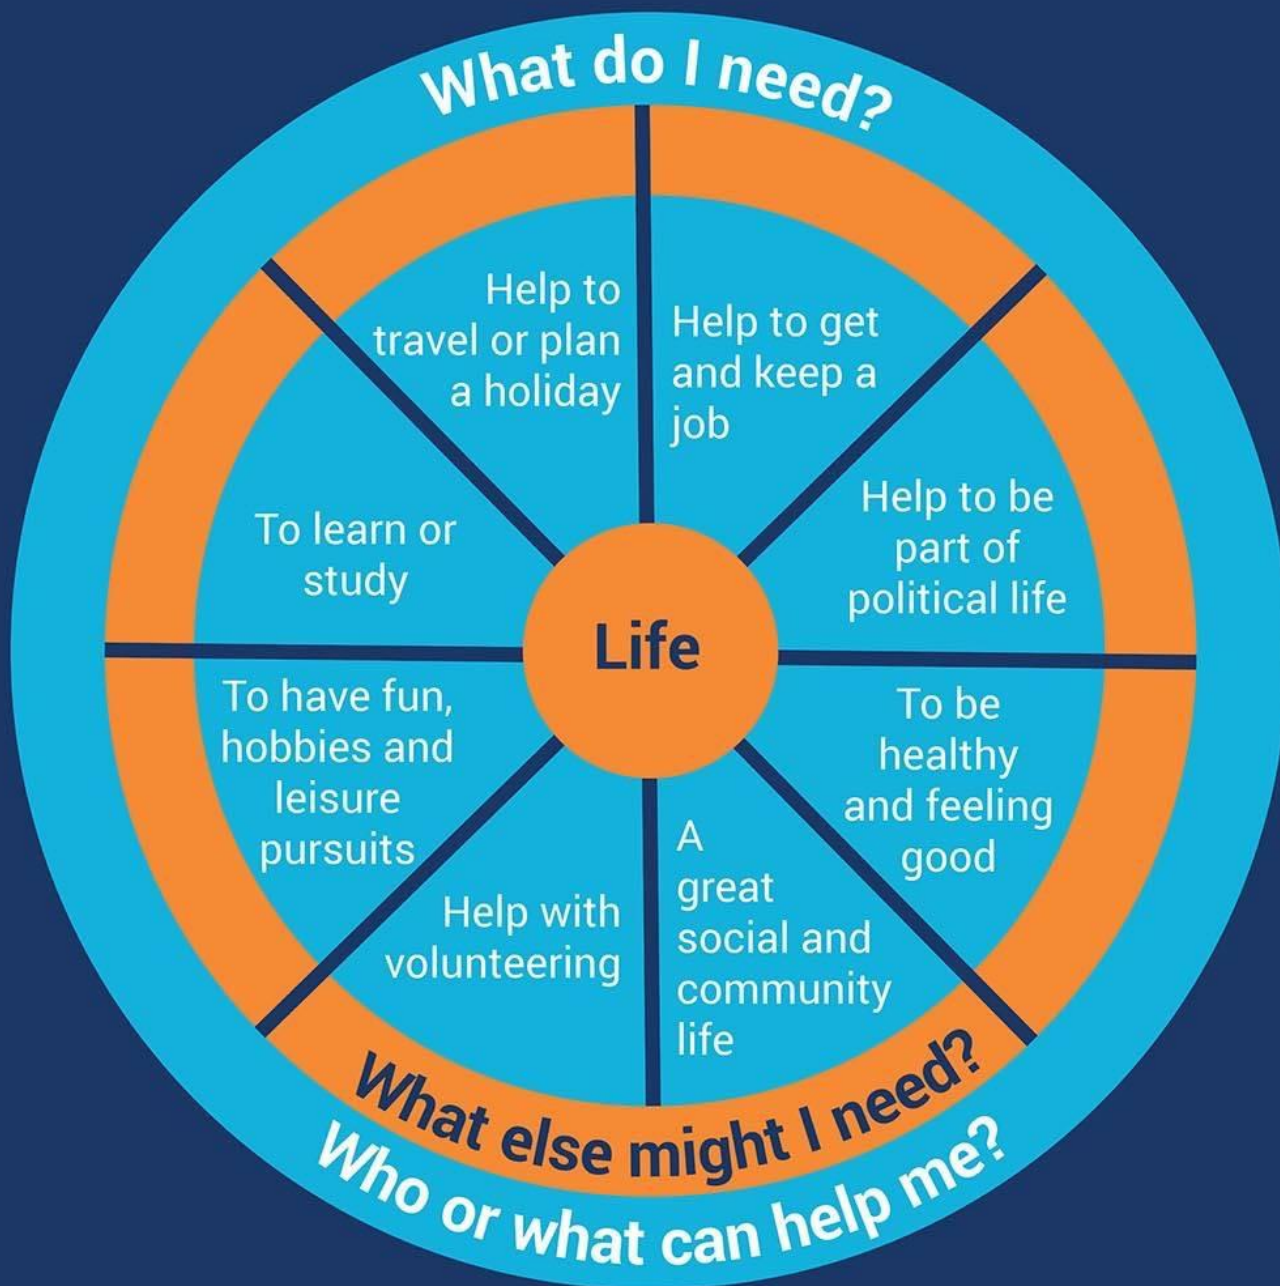 What do I need?
Help to
travel or plan
a holiday
Help to get
and keep a
job
Help to be
part of
political life
To be
healthy
and feeling
good
A
great
social and
community
life
Help with
volunteering
To have fun,
hobbies and
leisure
pursuits
To learn or
study
Life
What else might I need?
Who or what can help me?